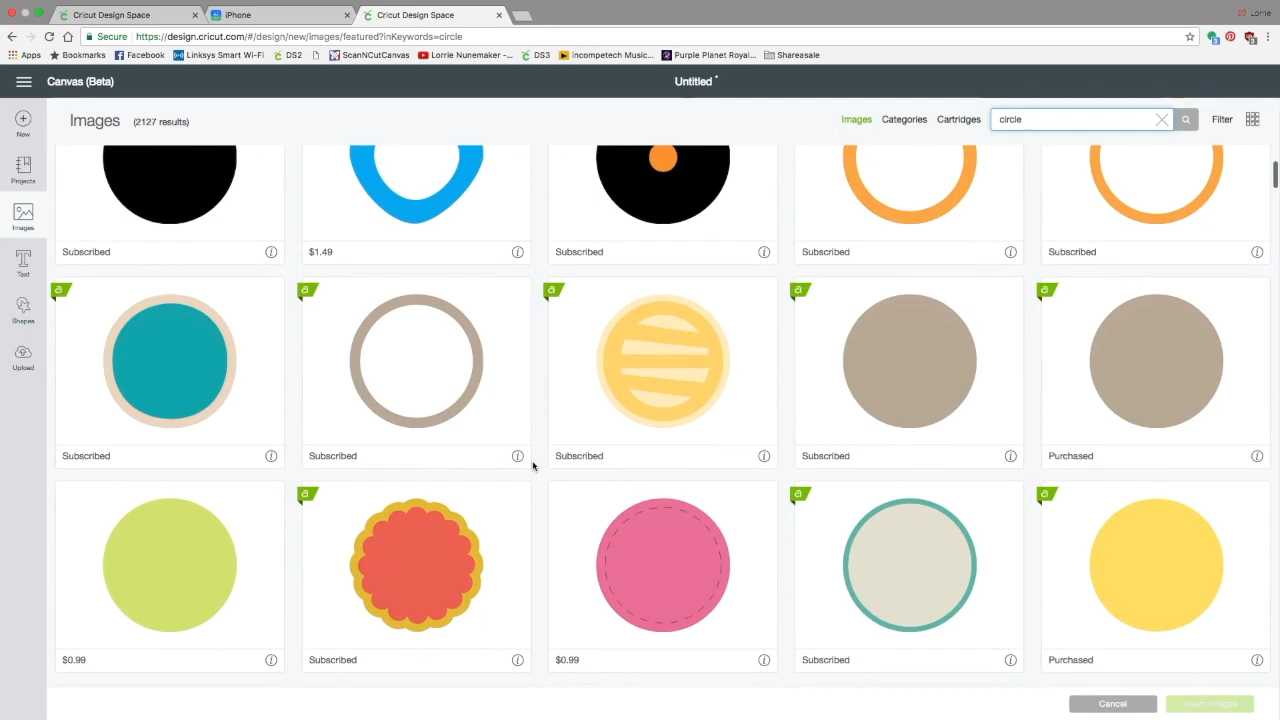 Cricut Design Space
iPhone
Cricut Design Space
Lorrie
Secure
https://design.cricut.com/#/design/new/images/featured?inKeywords=circle
Apps
Bookmarks
Facebook
Linksys Smart Wi-Fi
DS2
ScanNCutCanvas
Lorrie Nunemaker -...
DS3
Incompetech Music...
Purple Planet Royal...
Shareasale
Canvas (Beta)
Untitled *
New
Projects
Images
Text
Shapes
Upload
Images (2127 results)
Images
Categories
Cartridges
circle
Filter
Subscribed
$1.49
Subscribed
Subscribed
Subscribed
a
a
a
a
a
Subscribed
Subscribed
Subscribed
Subscribed
Purchased
a
a
a
$0.99
Subscribed
$0.99
Subscribed
Purchased
Cancel
Insert Images